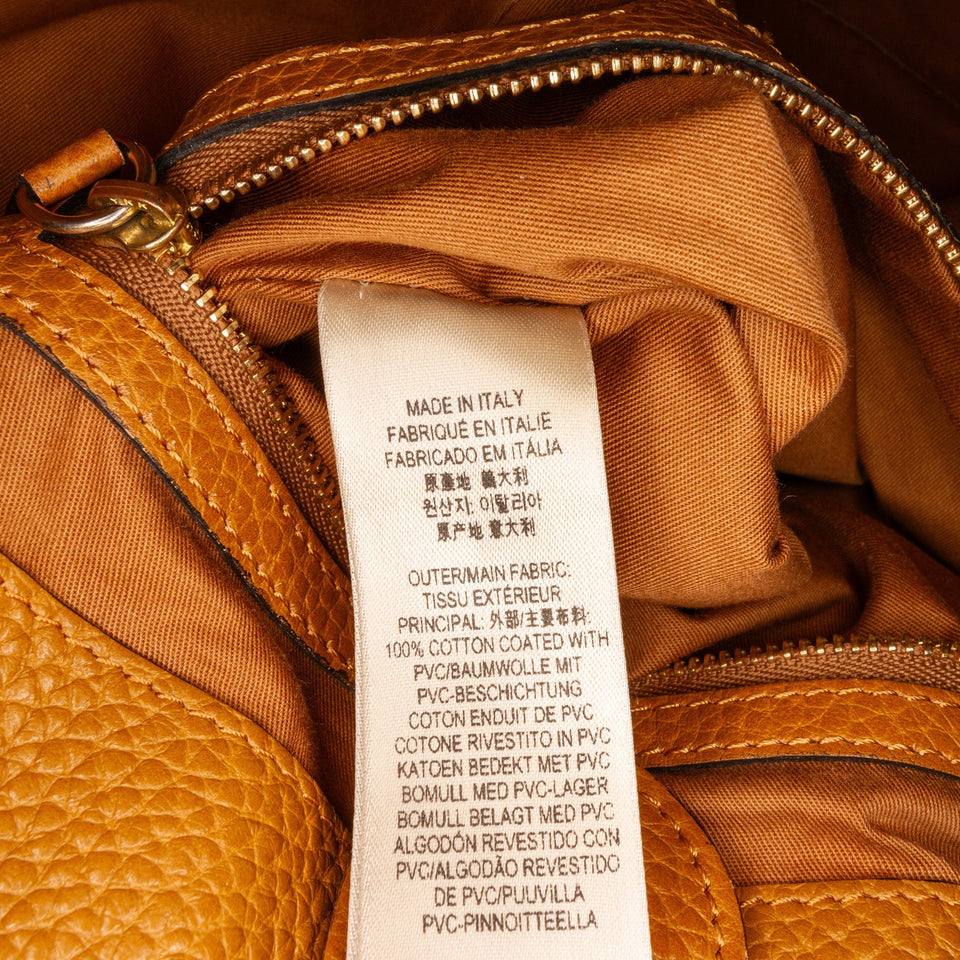 MADE IN ITALY
FABRIQUÉ EN ITALIE
FABRICADO EM ITÁLIA
原產地 義大利
원산지: 이탈리아
原产地 意大利
OUTER/MAIN FABRIC:
TISSU EXTÉRIEUR
PRINCIPAL: 外部/主要布料:
100% COTTON COATED WITH
PVC/BAUMWOLLE MIT
PVC-BESCHICHTUNG
COTON ENDUIT DE PVC
COTONE RIVESTITO IN PVC
KATOEN BEDEKT MET PVC
BOMULL MED PVC-LAGER
BOMULL BELAGT MED PVC
ALGODÓN REVESTIDO CON
PVC/ALGODÃO REVESTIDO
DE PVC/PUUVILLA
PVC-PINNOITTEELLA